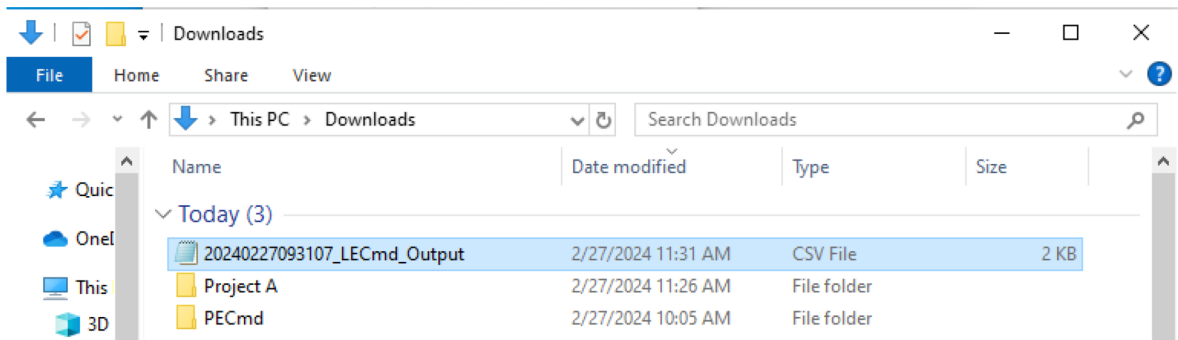 Downloads
File Home Share View
This PC > Downloads Search Downloads
Name Date modified Type Size
Quic
Today (3)
OneD
20240227093107_LECmd_Output 2/27/2024 11:31 AM CSV File 2 KB
This Project A 2/27/2024 11:26 AM File folder
3D PECmd 2/27/2024 10:05 AM File folder